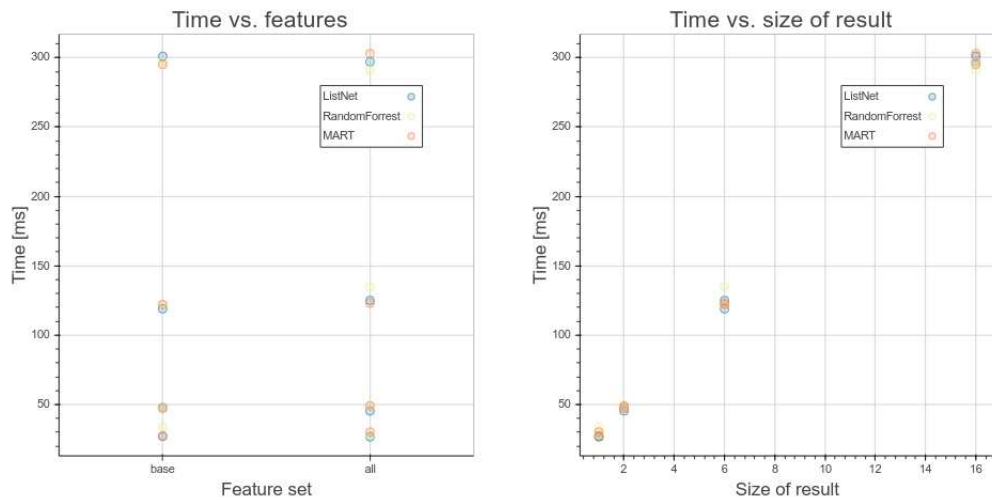 Time vs. features
Time [ms]
300
250
200
150
100
50
ListNet
RandomForrest
MART
base
all
Feature set
Time vs. size of result
Time [ms]
300
250
200
150
100
50
ListNet
RandomForrest
MART
2
4
6
8
10
12
14
16
Size of result